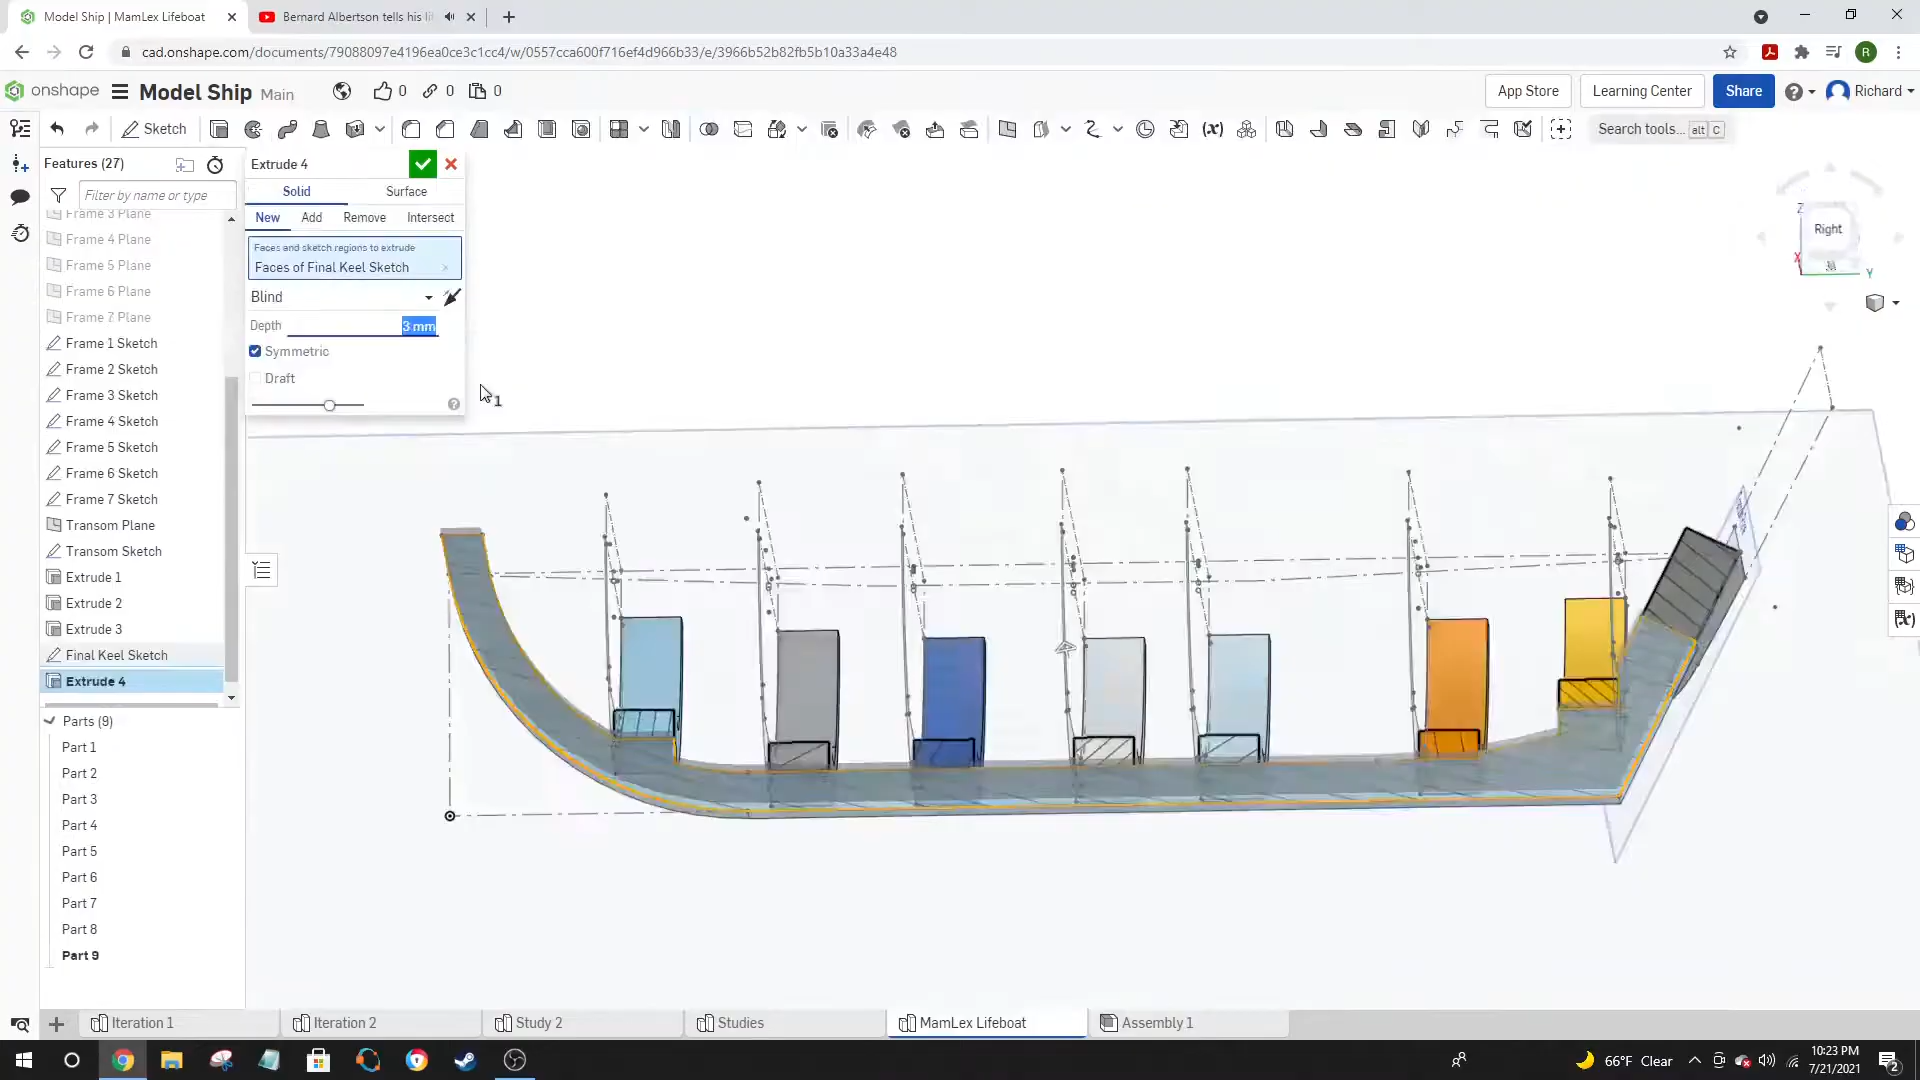 Model Ship | MamLex Lifeboat
Bernard Albertson tells his li
cad.onshape.com/documents/79088097e4196ea0ce3c1cc4/w/0557cca600f716ef4d966b33/e/3966b52b82fb5b10a33a4e48
R
onshape
Model Ship Main
0
0
0
App Store
Learning Center
Share
Richard
Sketch
Search tools... alt C
Features (27)
Filter by name or type
Frame 3 Plane
Frame 4 Plane
Frame 5 Plane
Frame 6 Plane
Frame 7 Plane
Frame 1 Sketch
Frame 2 Sketch
Frame 3 Sketch
Frame 4 Sketch
Frame 5 Sketch
Frame 6 Sketch
Frame 7 Sketch
Transom Plane
Transom Sketch
Extrude 1
Extrude 2
Extrude 3
Final Keel Sketch
Extrude 4
Parts (9)
Part 1
Part 2
Part 3
Part 4
Part 5
Part 6
Part 7
Part 8
Part 9
Extrude 4
Solid
Surface
New
Add
Remove
Intersect
Faces and sketch regions to extrude
Faces of Final Keel Sketch
Blind
Depth
3 mm
Symmetric
Draft
1
Z
Right
X
Y
Iteration 1
Iteration 2
Study 2
Studies
MamLex Lifeboat
Assembly 1
66°F Clear
10:23 PM
7/21/2021
2